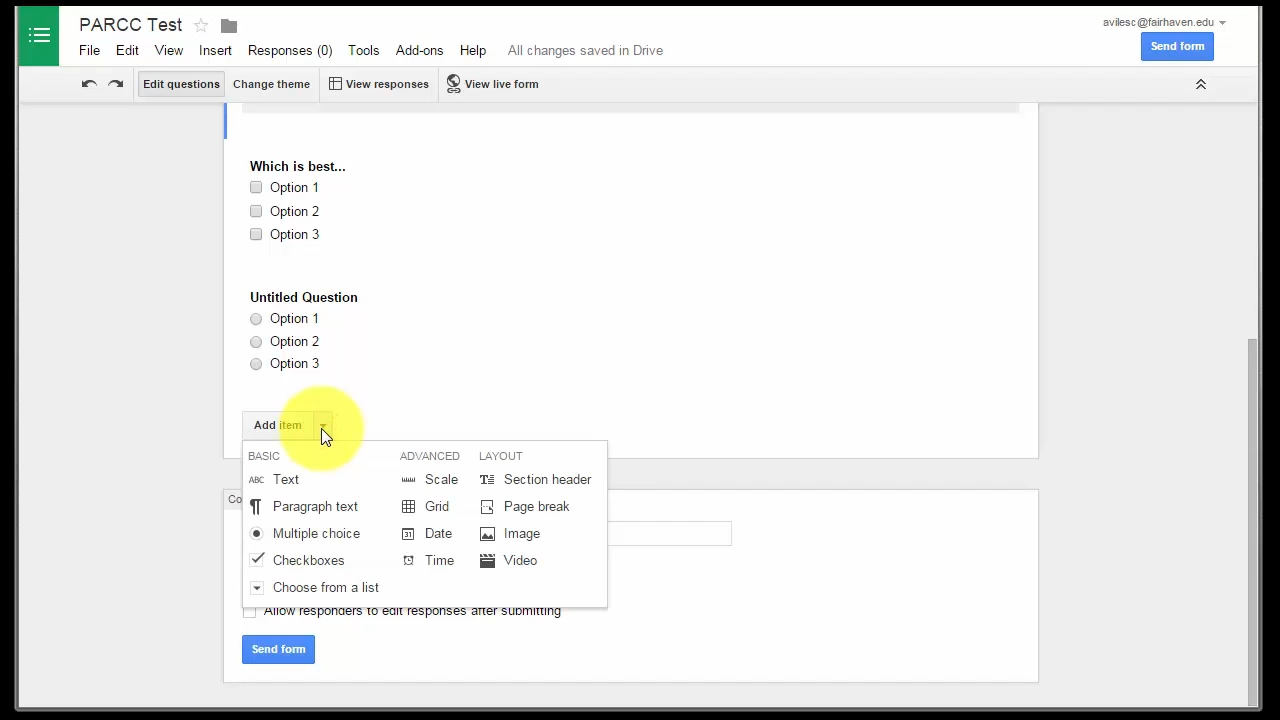 PARCC Test
avilesc@fairhaven.edu
File Edit View Insert Responses (0) Tools Add-ons Help All changes saved in Drive
Send form
Edit questions Change theme View responses View live form
Which is best...
Option 1
Option 2
Option 3
Untitled Question
Option 1
Option 2
Option 3
Add item
BASIC ADVANCED LAYOUT
ABC Text Scale Section header
Co
Paragraph text Grid Page break
Multiple choice 31 Date Image
Checkboxes Time Video
Choose from a list
Allow responders to edit responses after submitting
Send form